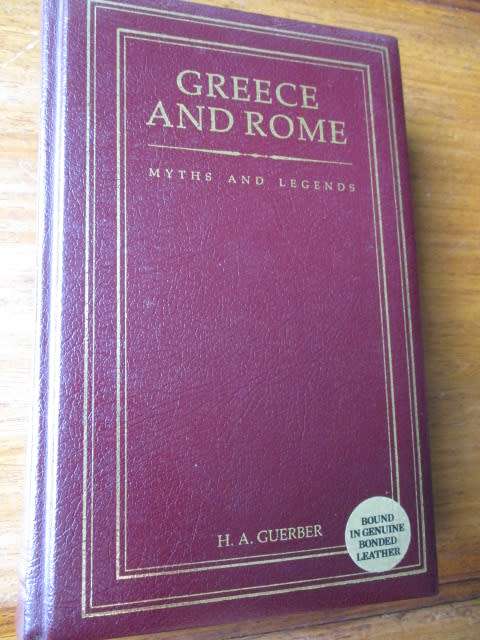 GREECE
AND ROME
MYTHS AND LEGENDS
H. A. GUERBER
BOUND
IN GENUINE
BONDED
LEATHER